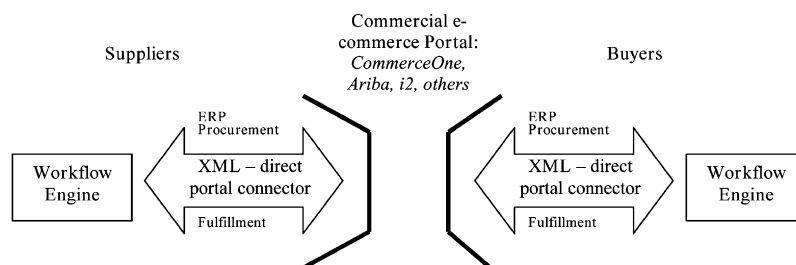 Commercial e-
commerce Portal:
CommerceOne,
Ariba, i2, others
Suppliers
Buyers
ERP
Procurement
XML – direct
portal connector
Fulfillment
Workflow
Engine
ERP
Procurement
XML – direct
portal connector
Fulfillment
Workflow
Engine